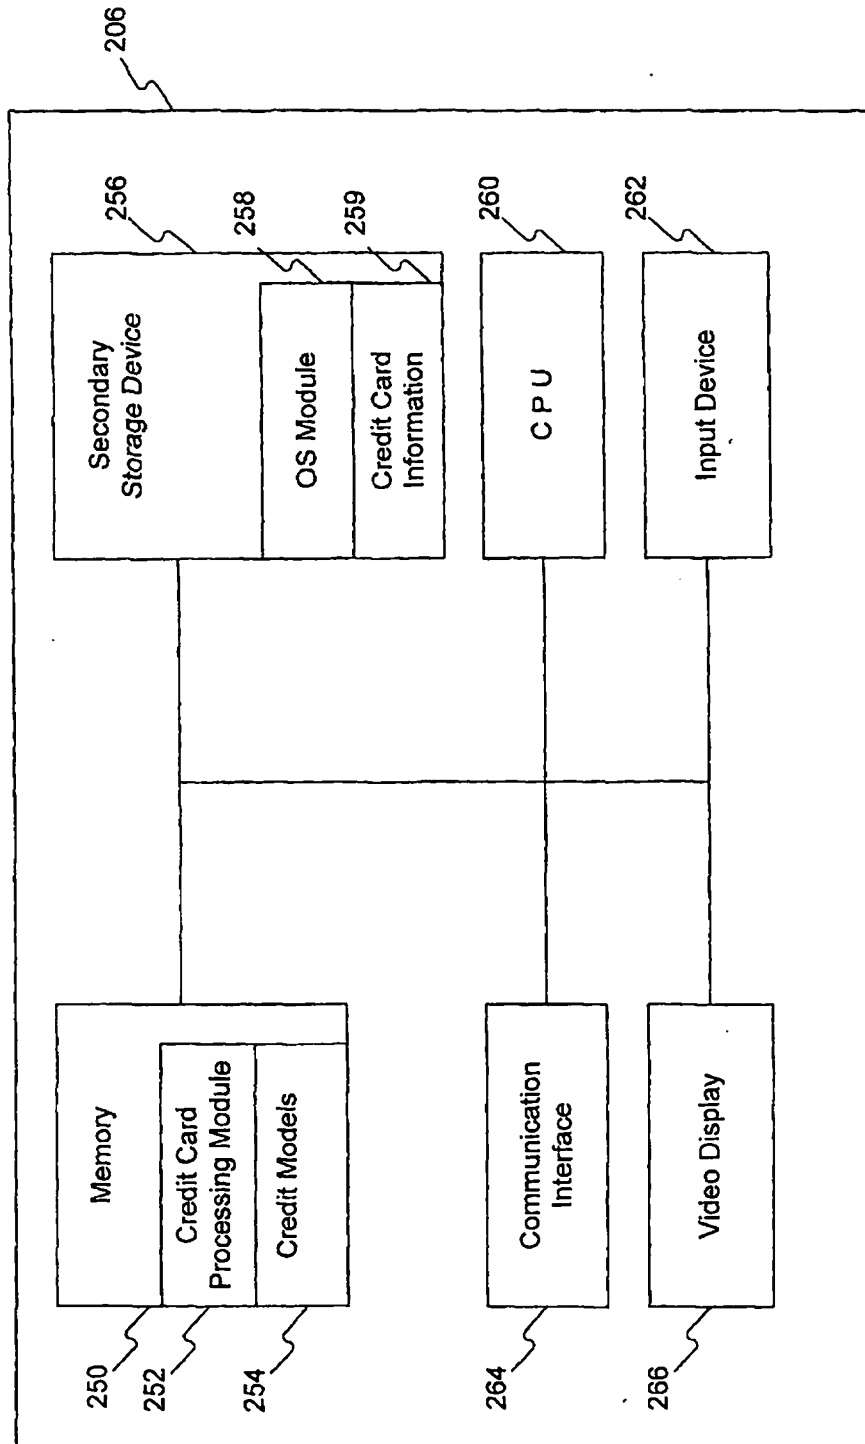 206
Memory
Credit Card
Processing Module
Credit Models
250
252
254
Secondary
Storage Device
OS Module
Credit Card
Information
256
258
259
Communication
Interface
264
C P U
260
Video Display
266
Input Device
262